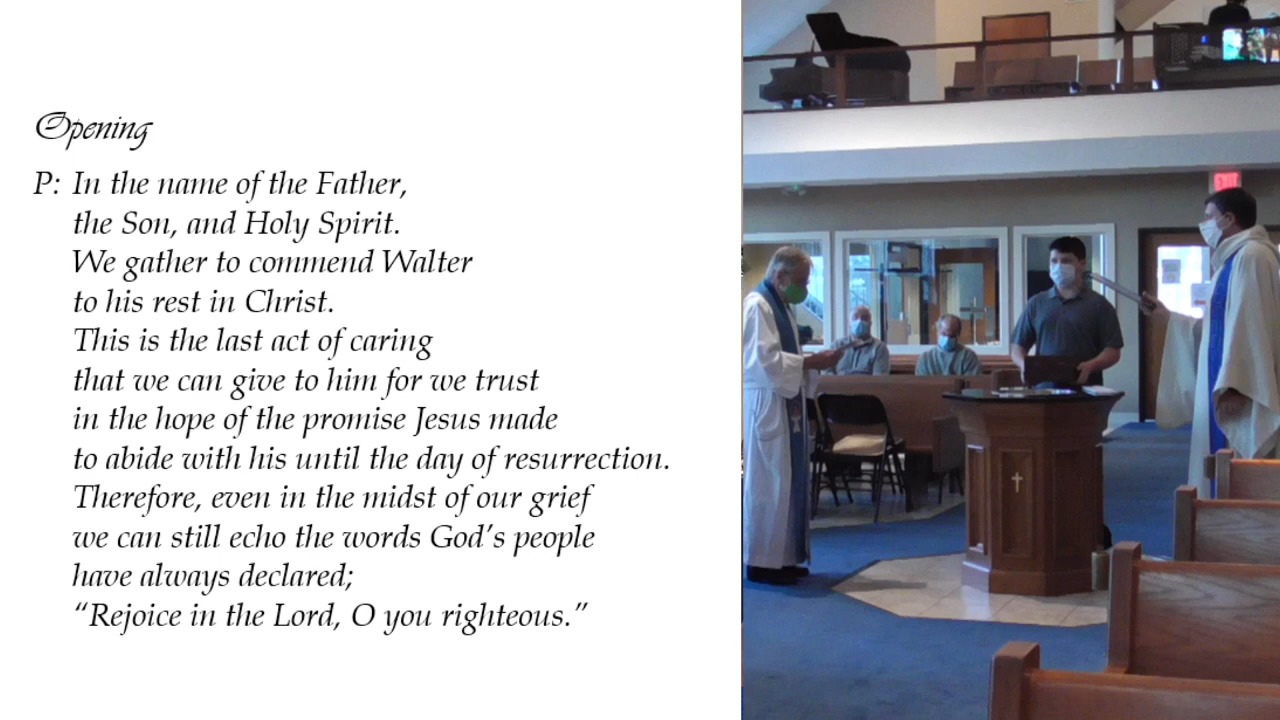 Opening
P: In the name of the Father,
the Son, and Holy Spirit.
We gather to commend Walter
to his rest in Christ.
This is the last act of caring
that we can give to him for we trust
in the hope of the promise Jesus made
to abide with his until the day of resurrection.
Therefore, even in the midst of our grief
we can still echo the words God’s people
have always declared;
“Rejoice in the Lord, O you righteous.”
EXIT